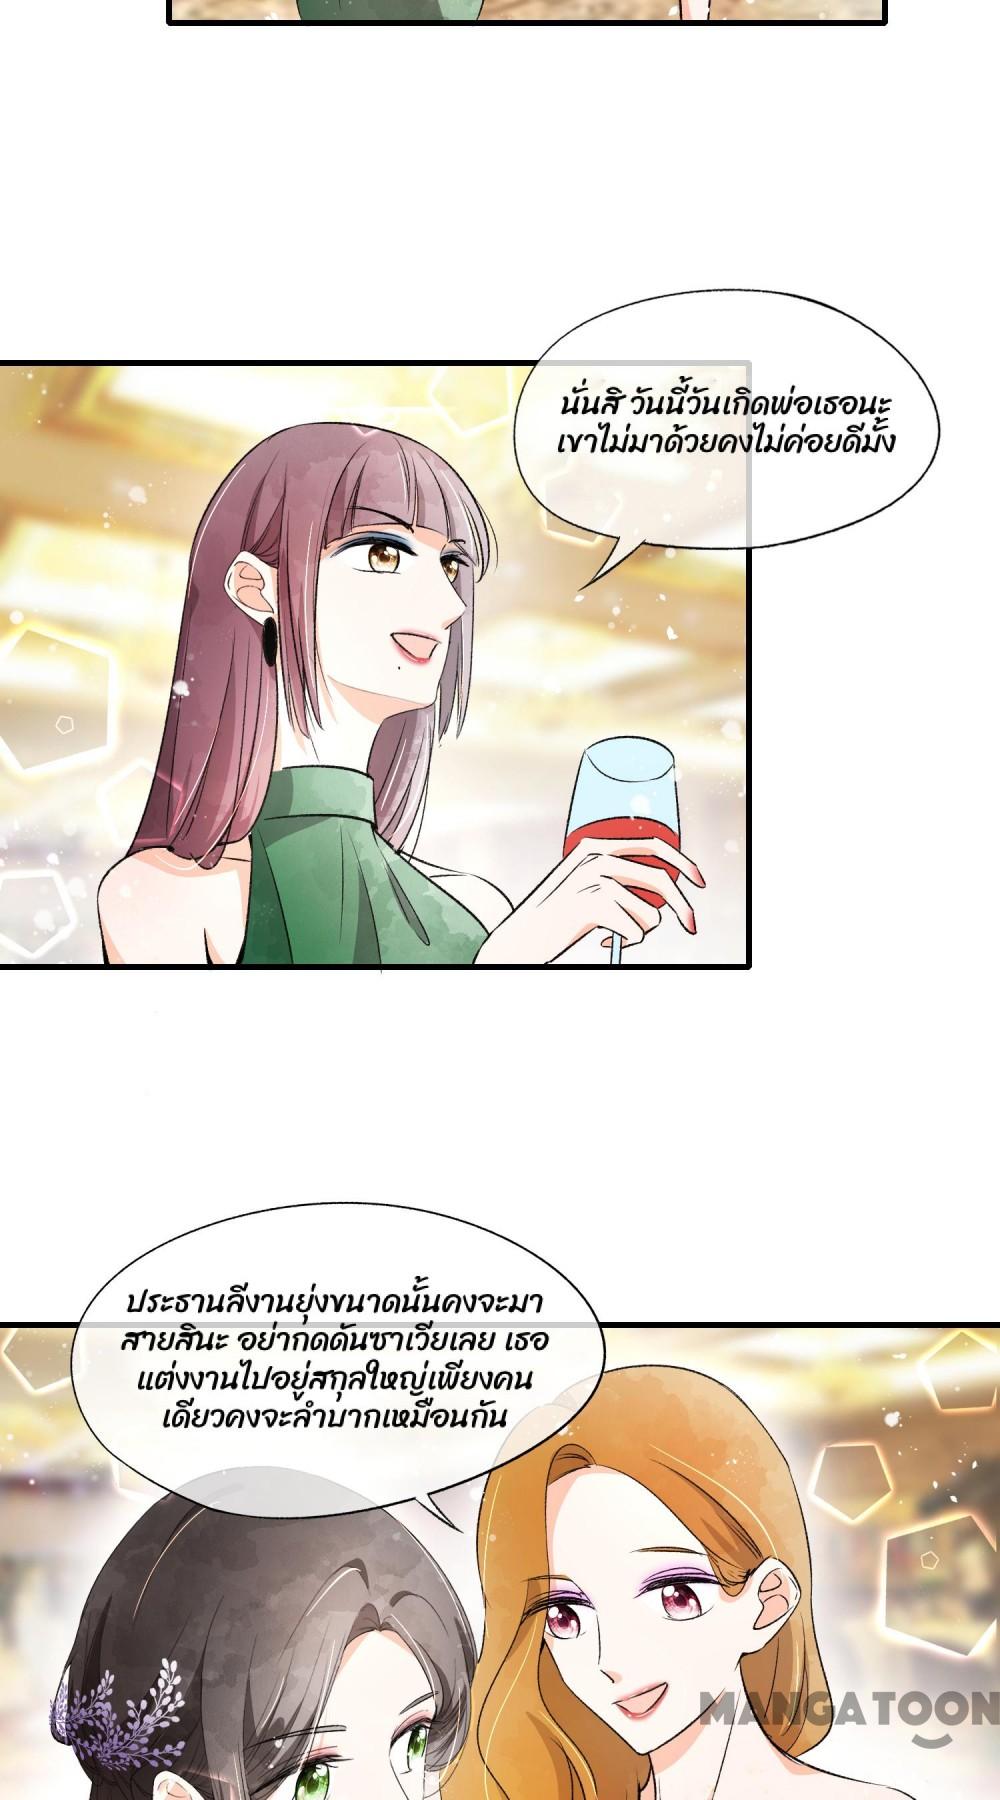 นั่นสิ วันนี้วันเกิดพ่อเธอนะ
เขาไม่มาด้วยคงไม่ค่อยดีมั้ง
ประธานลีงานยุ่งขนาดนั้นคงจะมา
สายสินะ อย่ากดดันซาเวียเลย เธอ
แต่งงานไปอยู่สกุลใหญ่เพียงคน
เดียวคงจะลำบากเหมือนกัน
MANGATOON